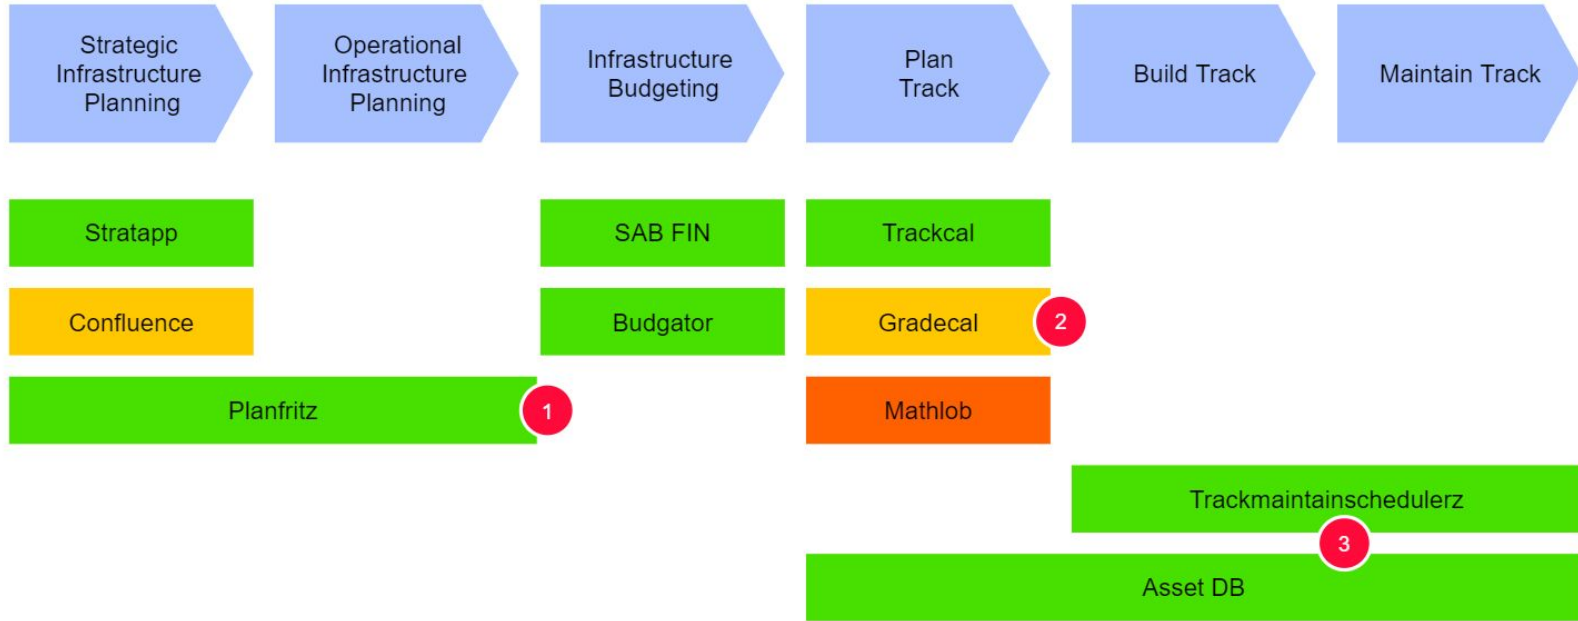 Strategic
Infrastructure
Planning
Operational
Infrastructure
Planning
Infrastructure
Budgeting
Plan
Track
Build Track
Maintain Track
Stratapp
SAB FIN
Trackcal
Confluence
Budgator
Gradecal
2
Planfritz
1
Mathlob
Trackmaintainschedulerz
3
Asset DB